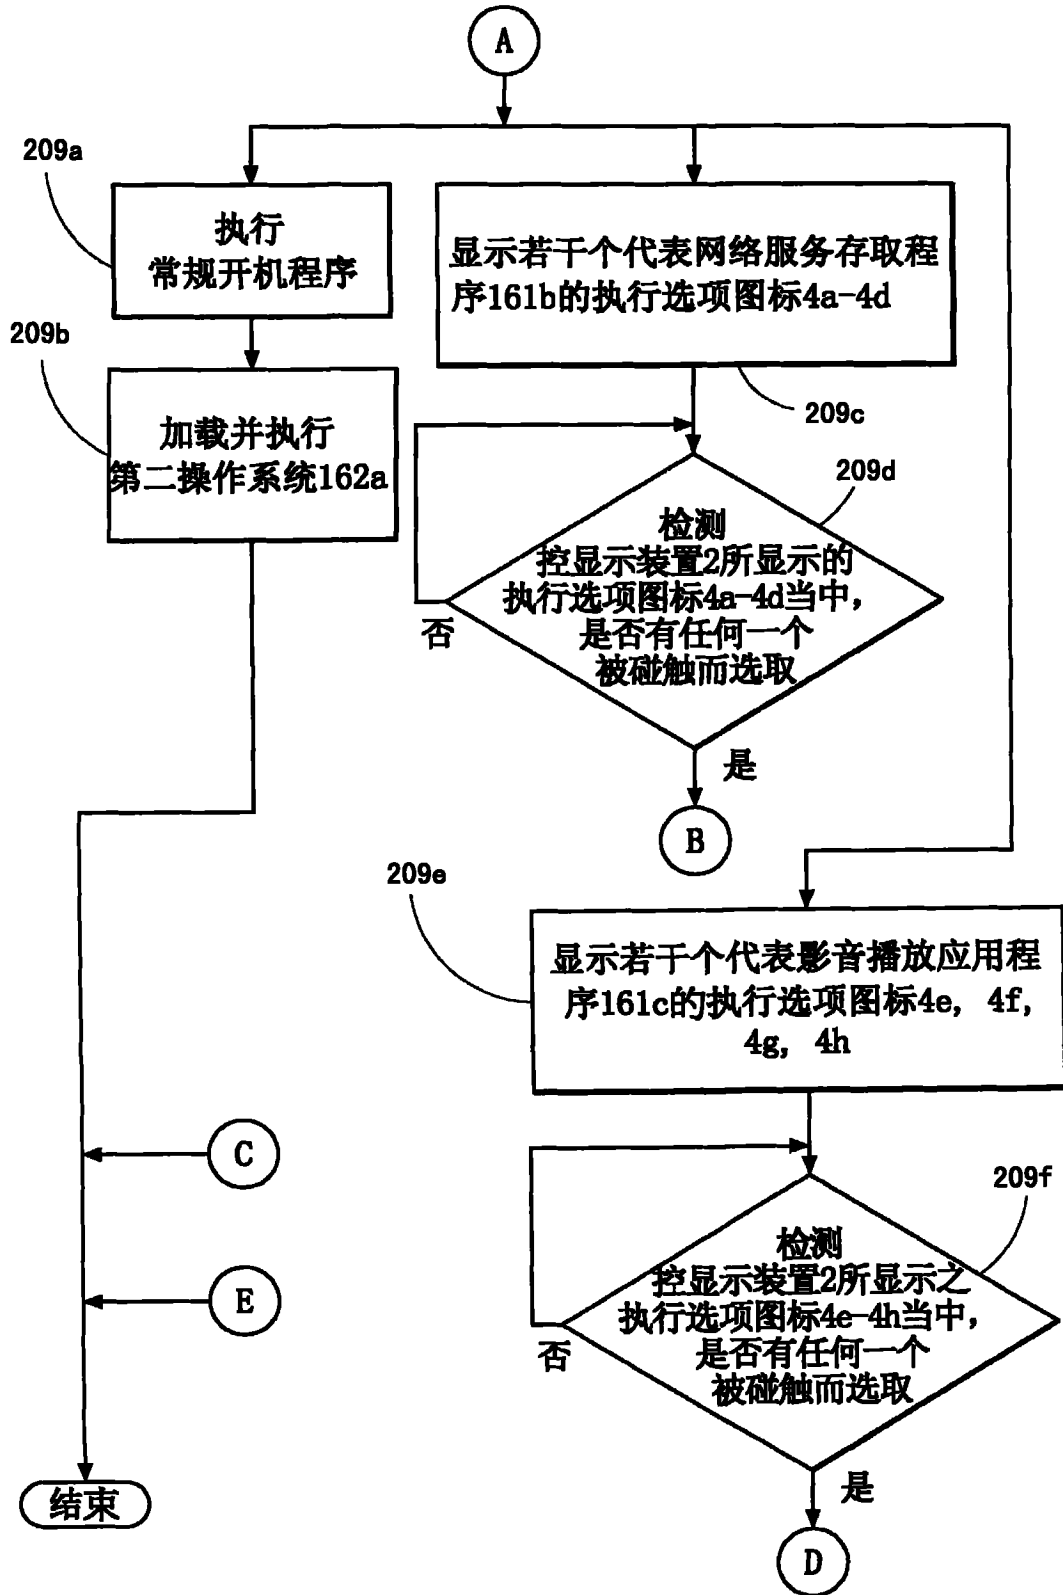 A
209a
执行
常规开机程序
显示若干个代表网络服务存取程
序161b的执行选项图标4a-4d
209b
209c
加载并执行
第二操作系统162a
209d
检测
控显示装置2所显示的
执行选项图标4a-4d当中，
是否有任何一个
被碰触而选取
否
是
B
209e
显示若干个代表影音播放应用程
序161c的执行选项图标4e, 4f,
4g, 4h
C
209f
检测
控显示装置2所显示之
执行选项图标4e-4h当中，
是否有任何一个
被碰触而选取
E
否
是
结束
D